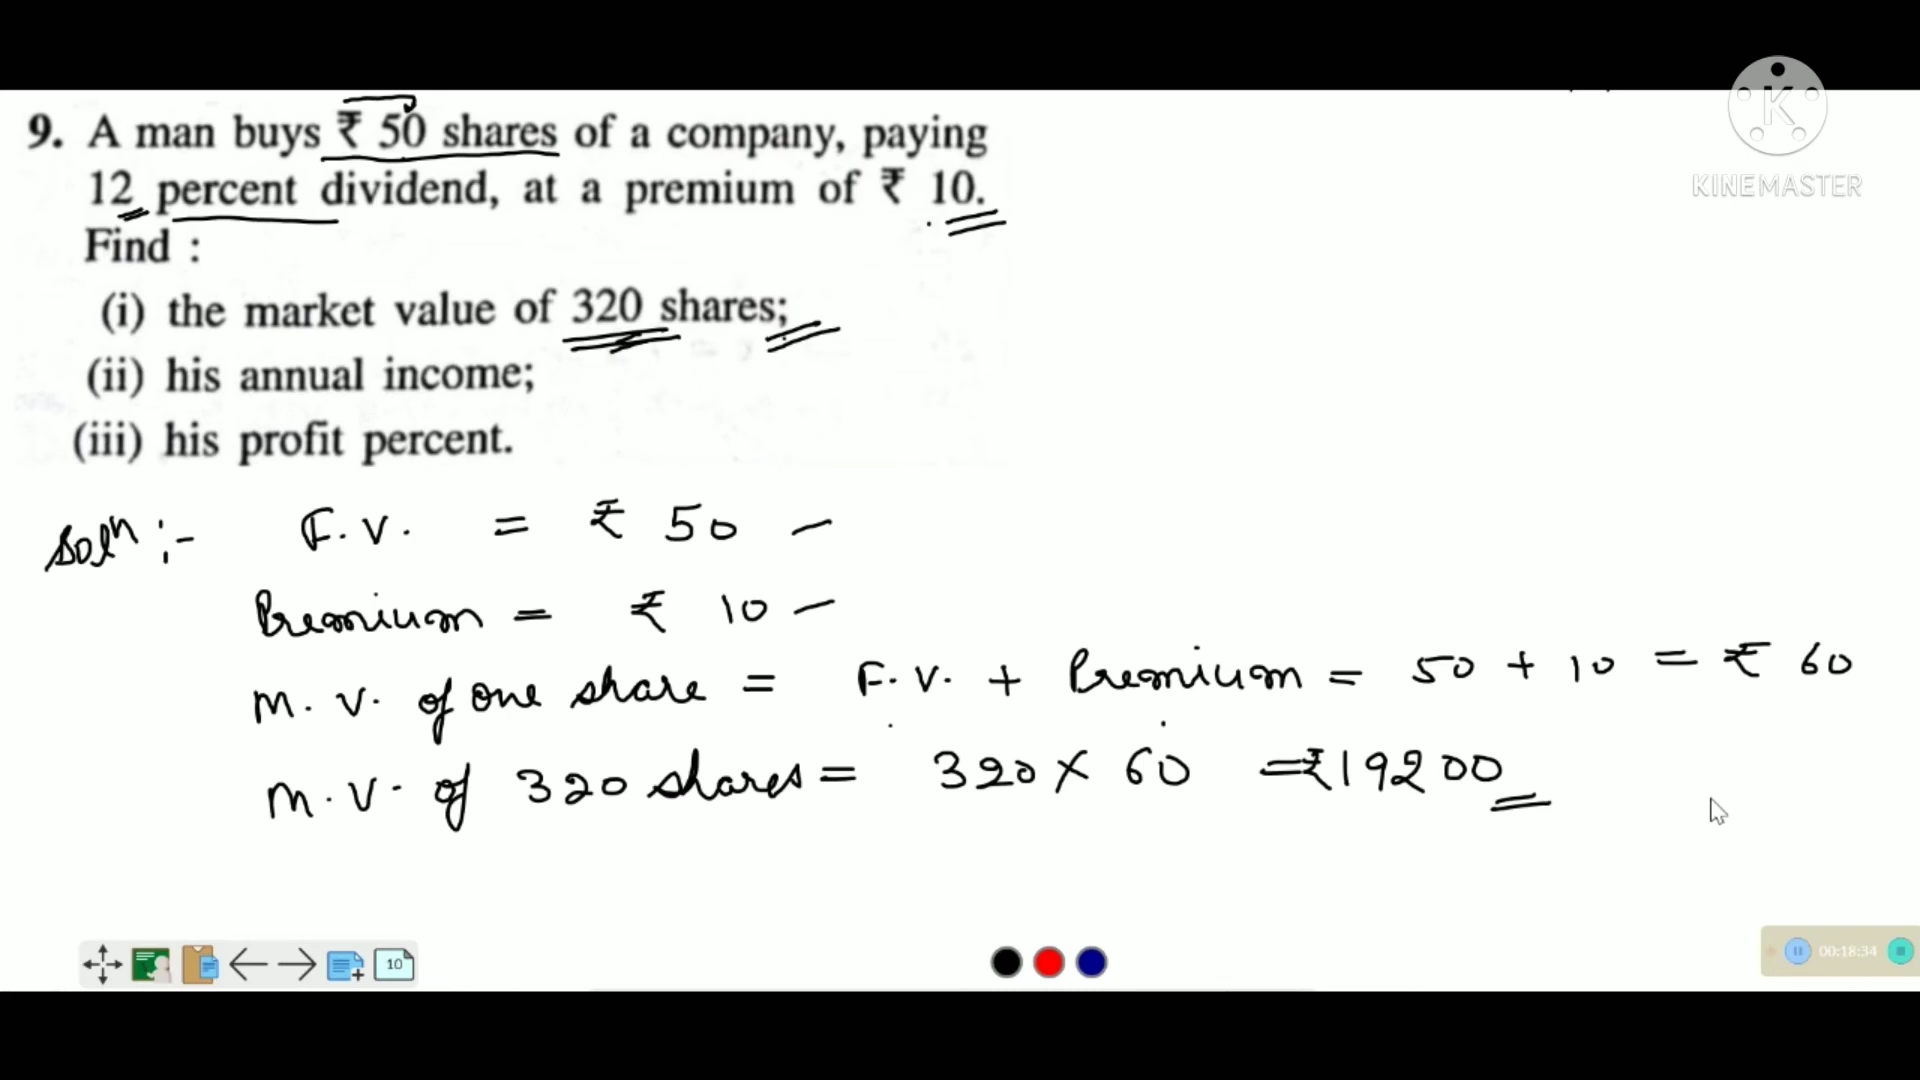 KINEMASTER
9. A man buys ₹ 50 shares of a company, paying
12 percent dividend, at a premium of ₹ 10.
Find :
(i) the market value of 320 shares;
(ii) his annual income;
(iii) his profit percent.
Solⁿ :- F.V. = ₹ 50
Premium = ₹ 10
M.V. of one share = F.V. + Premium = 50 + 10 = ₹ 60
M.V. of 320 shares = 320 × 60 = ₹19200
10
00:18:34